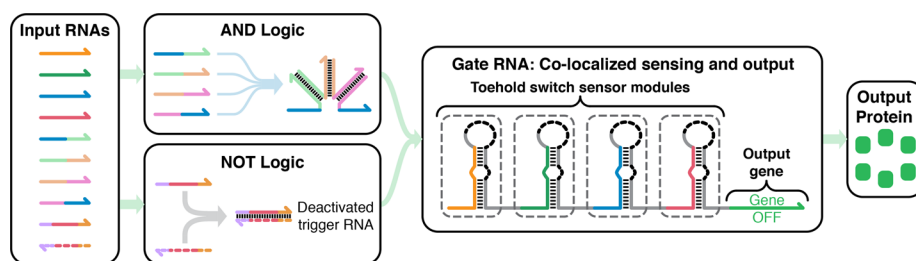 Input RNAs
AND Logic
NOT Logic
Deactivated
trigger RNA
Gate RNA: Co-localized sensing and output
Toehold switch sensor modules
Output
gene
Gene
OFF
Output
Protein